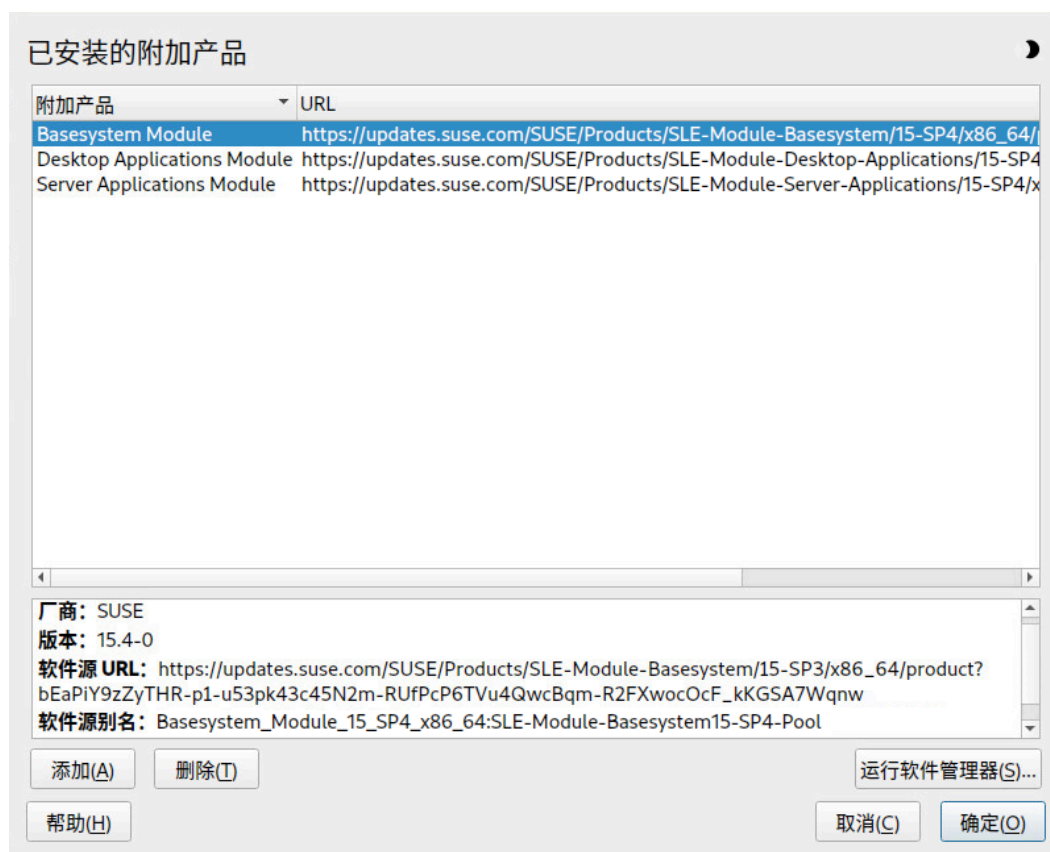 已安装的附加产品
附加产品 URL
Basesystem Module https://updates.suse.com/SUSE/Products/SLE-Module-Basesystem/15-SP4/x86_64/
Desktop Applications Module https://updates.suse.com/SUSE/Products/SLE-Module-Desktop-Applications/15-SP4
Server Applications Module https://updates.suse.com/SUSE/Products/SLE-Module-Server-Applications/15-SP4/x
厂商：SUSE
版本：15.4-0
软件源 URL：https://updates.suse.com/SUSE/Products/SLE-Module-Basesystem/15-SP3/x86_64/product?
bEaPiY9zZyTHR-p1-u53pk43c45N2m-RUfPcP6TVu4QwcBqm-R2FXwocOcF_kKGSA7Wqnw
软件源别名：Basesystem_Module_15_SP4_x86_64:SLE-Module-Basesystem15-SP4-Pool
添加(A) 删除(T) 运行软件管理器(S)...
帮助(H) 取消(C) 确定(O)